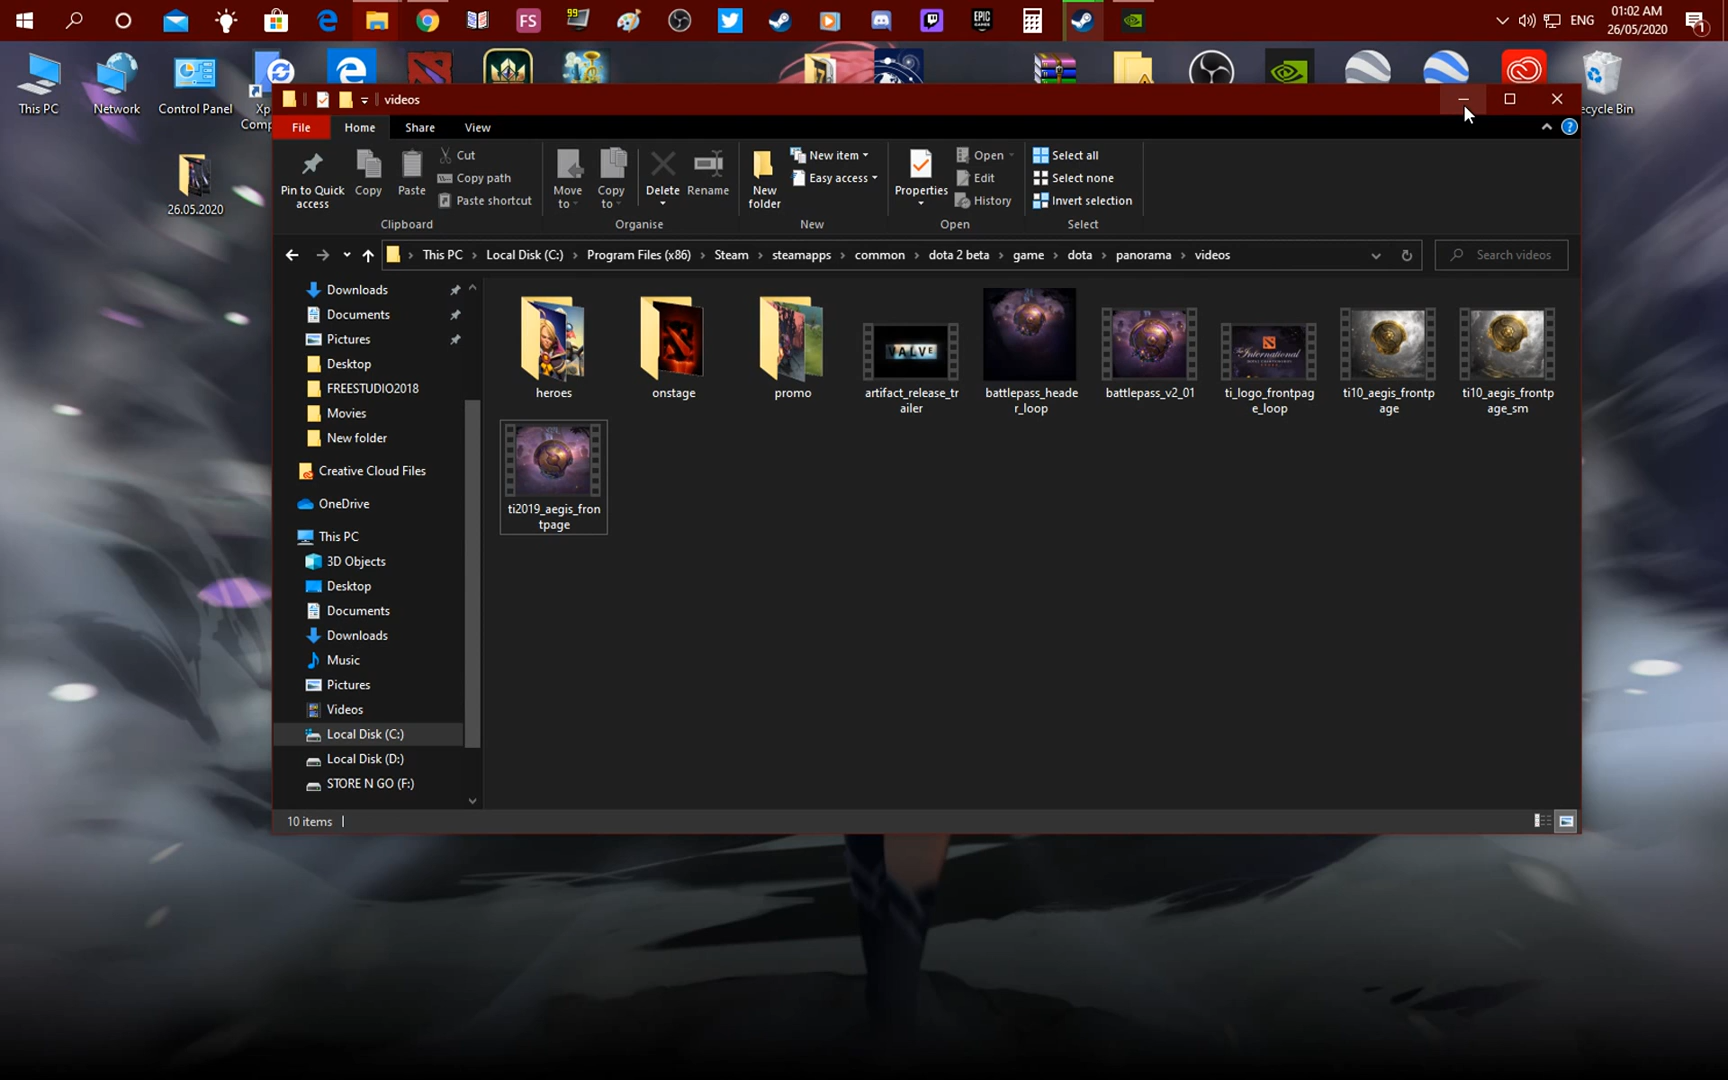 99
FS
EPIC
GAMES
ENG
01:02 AM
26/05/2020
1
This PC
Network
Control Panel
Xp
Comp
ecycle Bin
26.05.2020
videos
File
Home
Share
View
Pin to Quick
access
Copy
Paste
Cut
Copy path
Paste shortcut
Move
to
Copy
to
Delete
Rename
New
folder
New item
Easy access
Properties
Open
Edit
History
Select all
Select none
Invert selection
Clipboard
Organise
New
Open
Select
This PC
Local Disk (C:)
Program Files (x86)
Steam
steamapps
common
dota 2 beta
game
dota
panorama
videos
Search videos
Downloads
Documents
Pictures
Desktop
FREESTUDIO2018
Movies
New folder
Creative Cloud Files
OneDrive
This PC
3D Objects
Desktop
Documents
Downloads
Music
Pictures
Videos
Local Disk (C:)
Local Disk (D:)
STORE N GO (F:)
heroes
onstage
promo
VALVE
artifact_release_tr
ailer
battlepass_heade
r_loop
battlepass_v2_01
International
ti_logo_frontpag
e_loop
ti10_aegis_frontp
age
ti10_aegis_frontp
age_sm
ti2019_aegis_fron
tpage
10 items